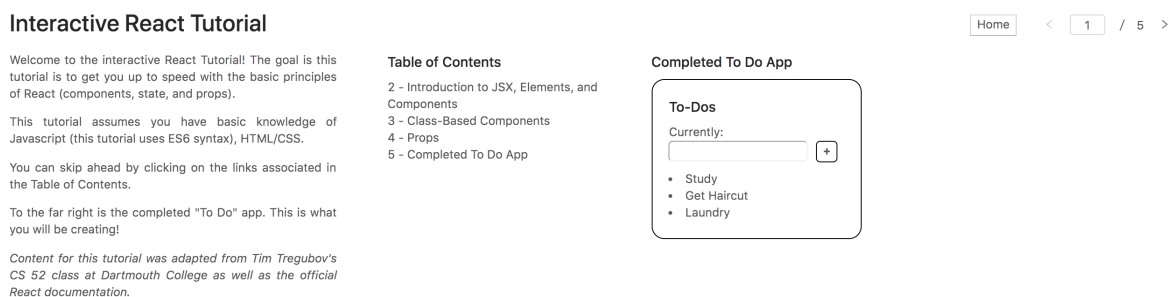 Interactive React Tutorial
Home < 1 / 5 >
Welcome to the interactive React Tutorial! The goal is this
tutorial is to get you up to speed with the basic principles
of React (components, state, and props).
This tutorial assumes you have basic knowledge of
Javascript (this tutorial uses ES6 syntax), HTML/CSS.
You can skip ahead by clicking on the links associated in
the Table of Contents.
To the far right is the completed "To Do" app. This is what
you will be creating!
Content for this tutorial was adapted from Tim Tregubov's
CS 52 class at Dartmouth College as well as the official
React documentation.
Table of Contents
2 - Introduction to JSX, Elements, and
Components
3 - Class-Based Components
4 - Props
5 - Completed To Do App
Completed To Do App
To-Dos
Currently:
+
• Study
• Get Haircut
• Laundry